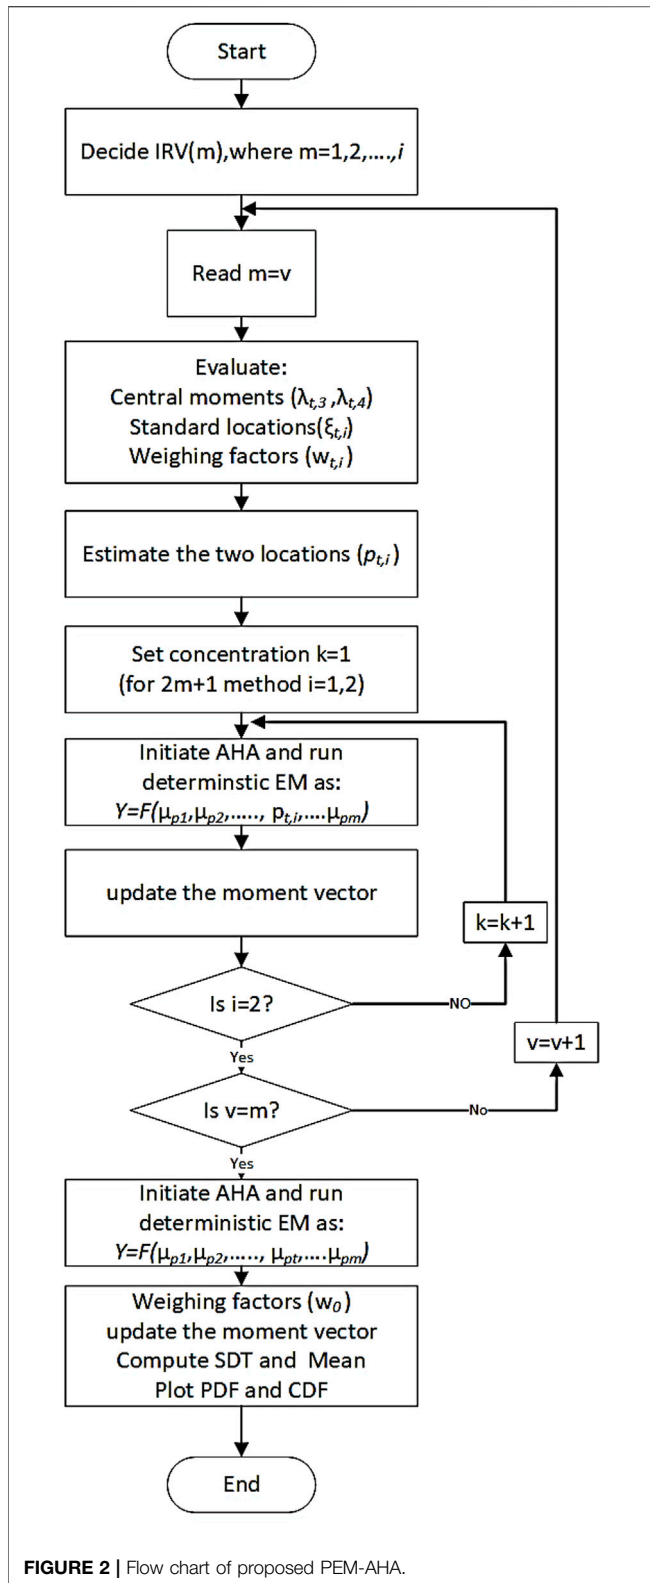 Start
Decide IRV(m),where m=1,2,....,i
Read m=v
Evaluate:
Central moments (λt,3 ,λt,4)
Standard locations(ξt,i)
Weighing factors (wt,i)
Estimate the two locations (pt,i)
Set concentration k=1
(for 2m+1 method i=1,2)
Initiate AHA and run
determinstic EM as:
Y=F(μp1,μp2,....., pt,i,....μpm)
update the moment vector
k=k+1
Is i=2?
NO
v=v+1
Yes
Is v=m?
No
Yes
Initiate AHA and run
deterministic EM as:
Y=F(μp1,μp2,....., μpt,....μpm)
Weighing factors (w0)
update the moment vector
Compute SDT and Mean
Plot PDF and CDF
End
FIGURE 2 | Flow chart of proposed PEM-AHA.